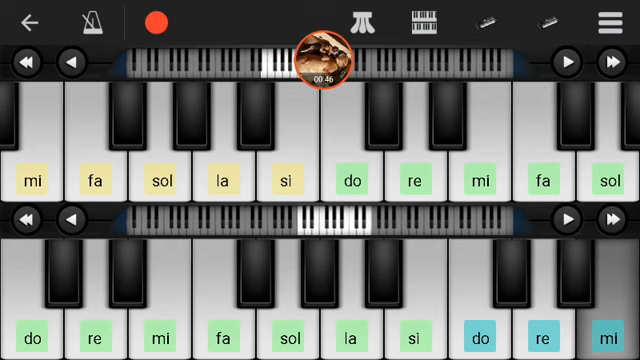 00:46
mi fa sol la si do re mi fa sol
do re mi fa sol la si do re mi